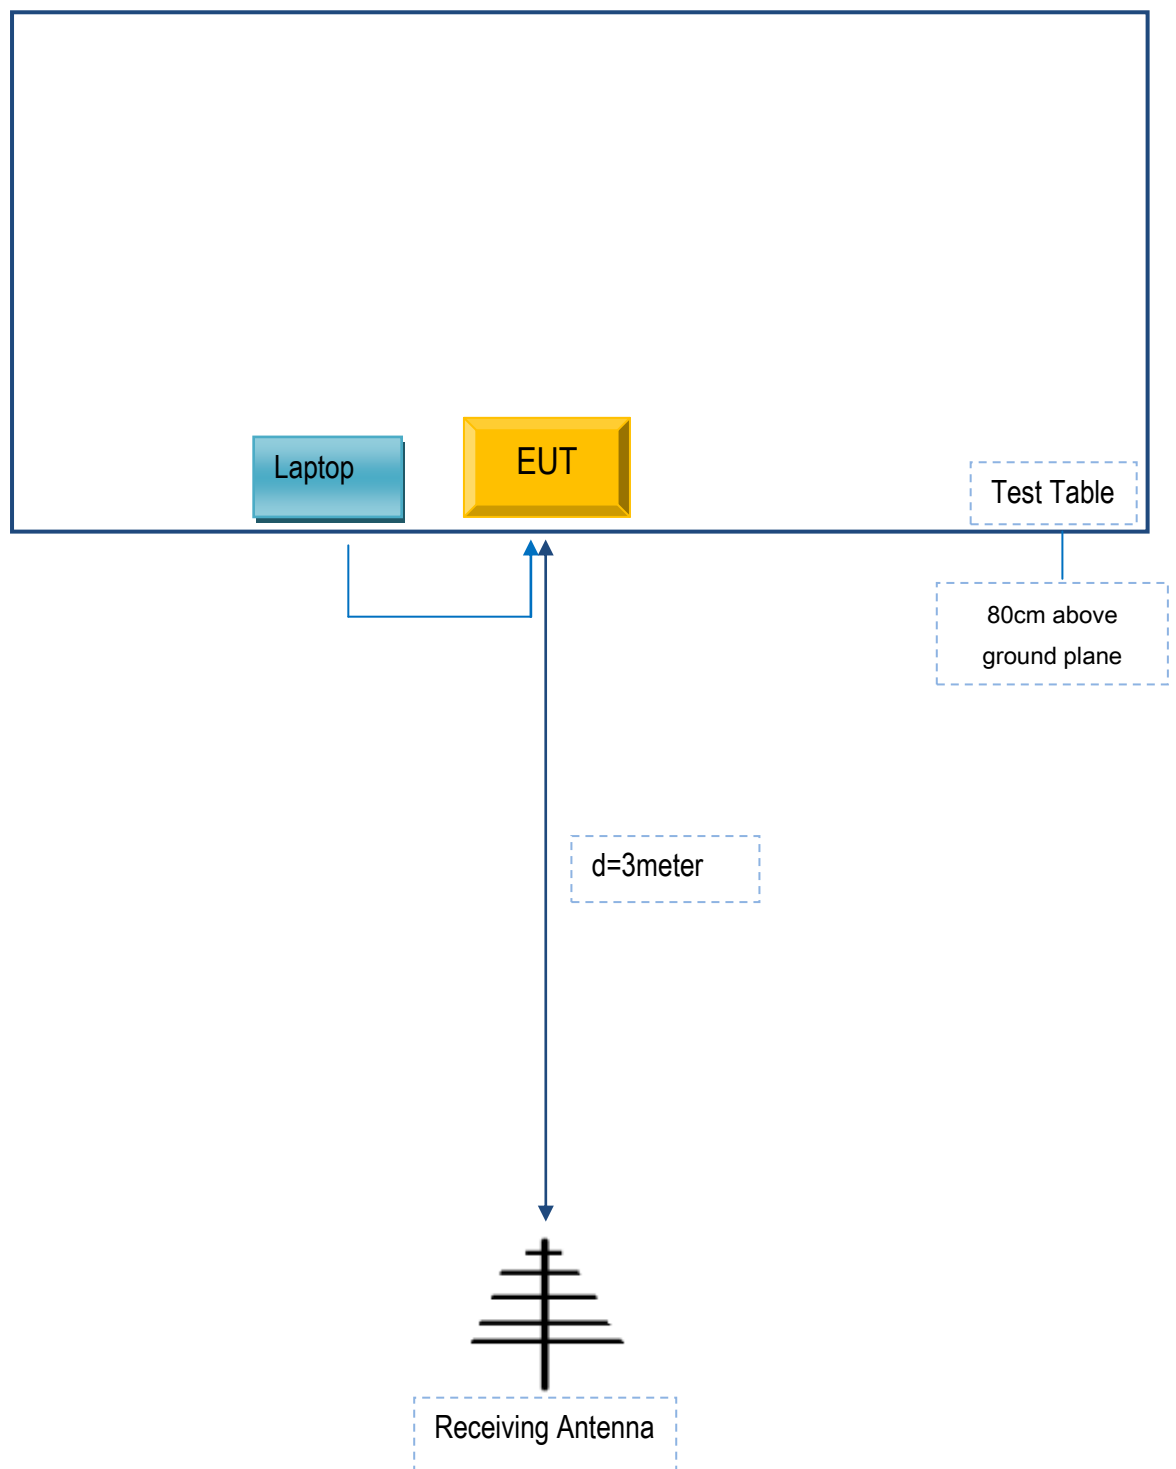 Laptop
EUT
Test Table
80cm above
ground plane
d=3meter
Receiving Antenna